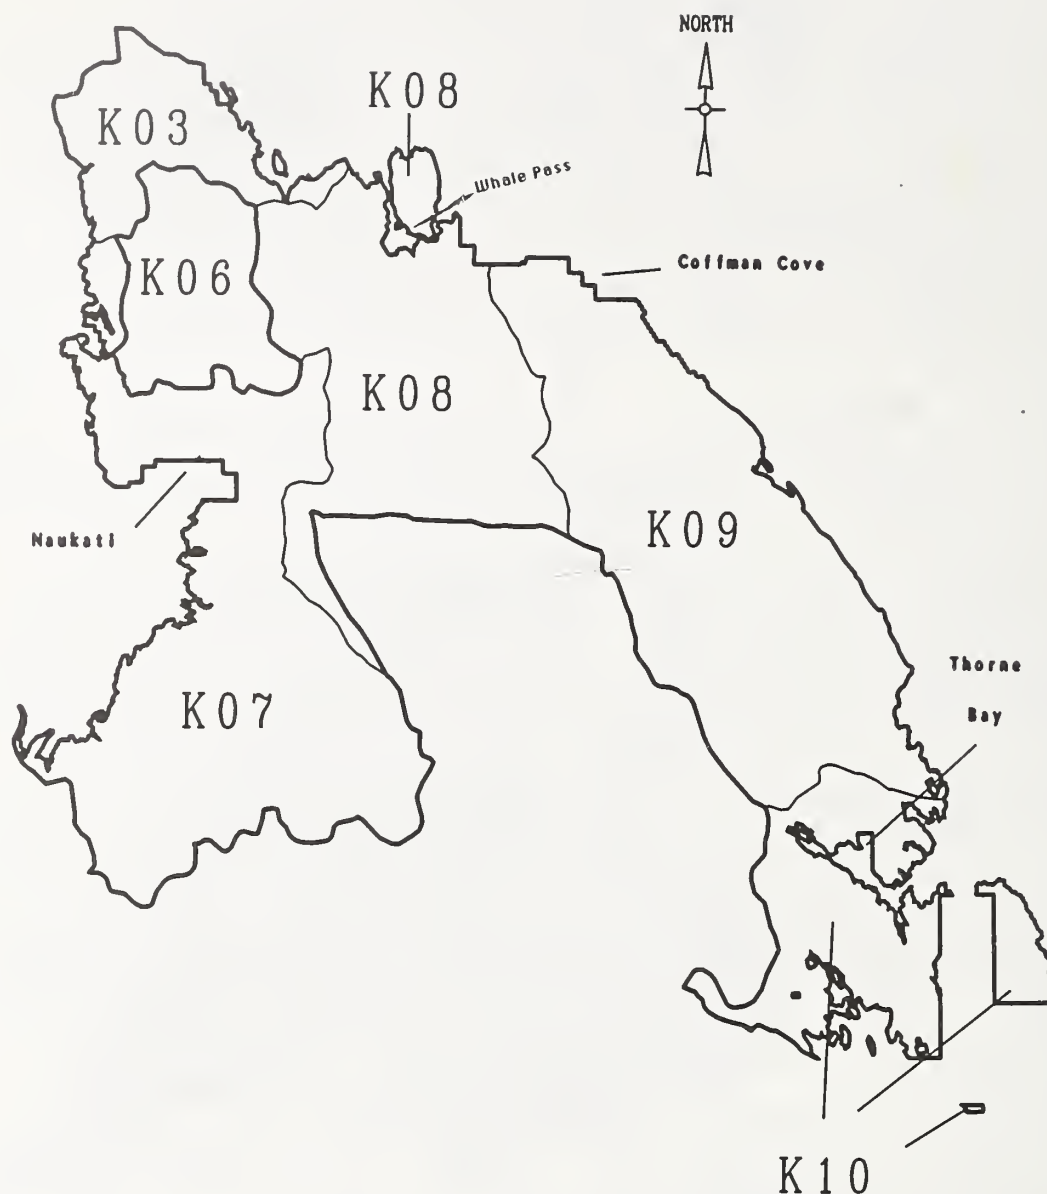 NORTH
K08
K03
Whale Pass
K06
Coffman Cove
K08
K09
Naukati
Thorne
Bay
K07
K10